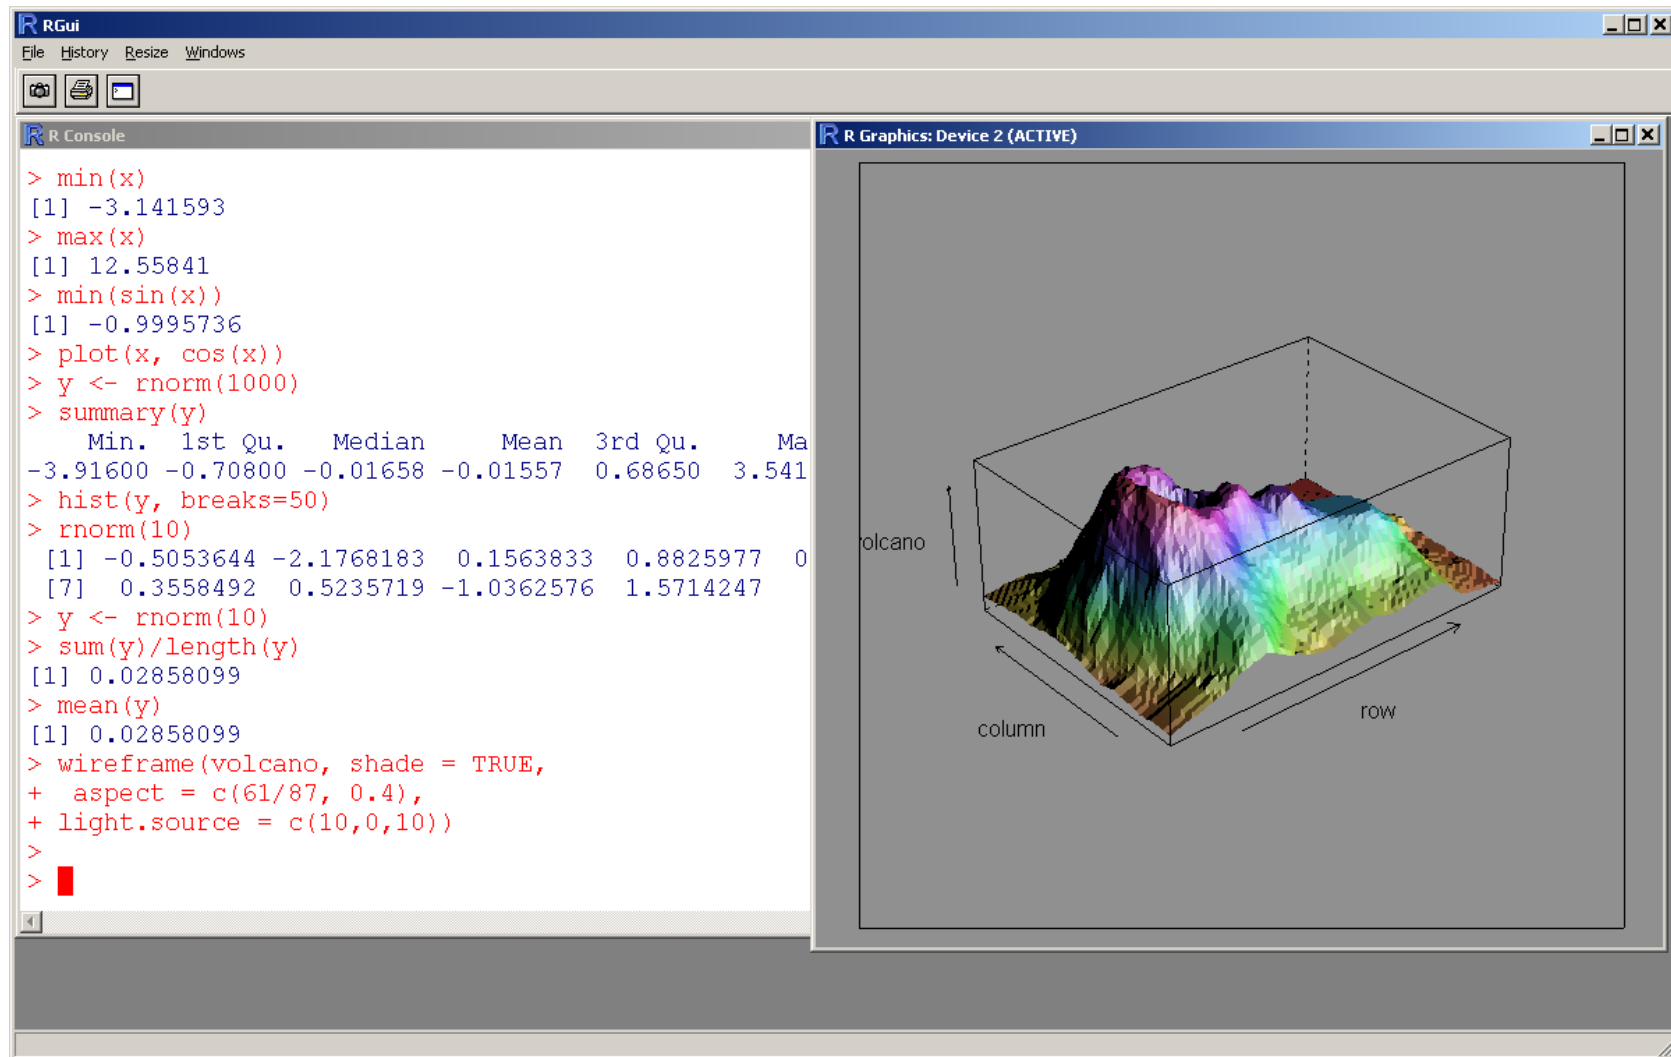 RGui
File History Resize Windows
R Console
> min(x)
[1] -3.141593
> max(x)
[1] 12.55841
> min(sin(x))
[1] -0.9995736
> plot(x, cos(x))
> y <- rnorm(1000)
> summary(y)
Min. 1st Qu. Median Mean 3rd Qu. Ma
-3.91600 -0.70800 -0.01658 -0.01557 0.68650 3.541
> hist(y, breaks=50)
> rnorm(10)
[1] -0.5053644 -2.1768183 0.1563833 0.8825977 0
[7] 0.3558492 0.5235719 -1.0362576 1.5714247
> y <- rnorm(10)
> sum(y)/length(y)
[1] 0.02858099
> mean(y)
[1] 0.02858099
> wireframe(volcano, shade = TRUE,
+ aspect = c(61/87, 0.4),
+ light.source = c(10,0,10))
>
>
R Graphics: Device 2 (ACTIVE)
olcano
column
row